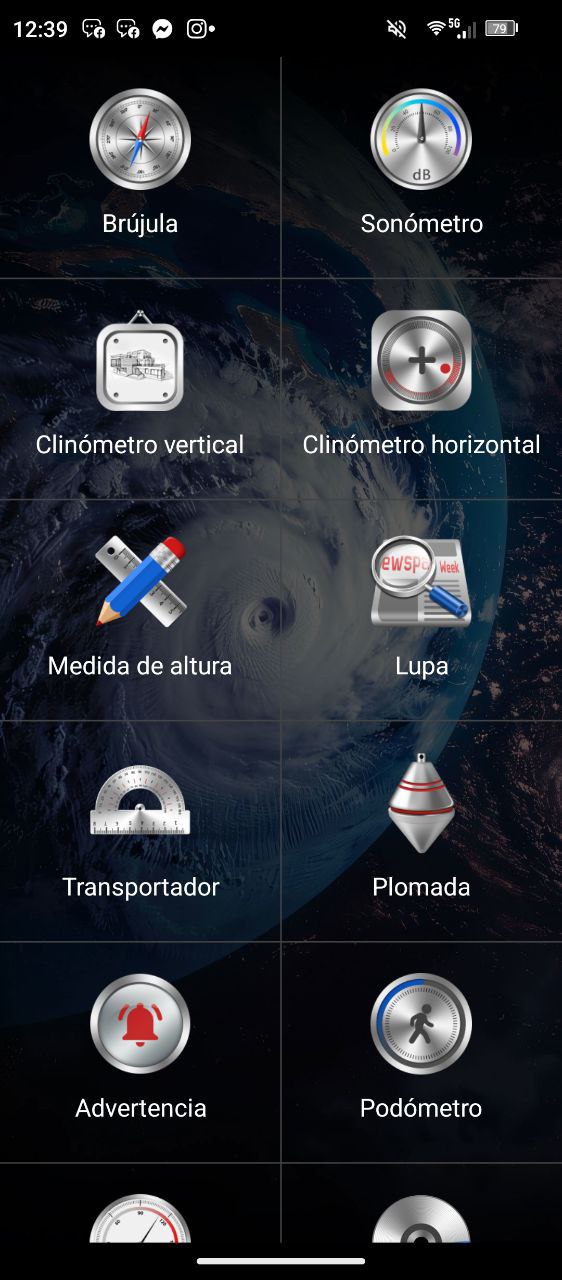 12:39
5G
79
Brújula
Sonómetro
dB
Clinómetro vertical
Clinómetro horizontal
Medida de altura
Lupa
ewspa
Week
Transportador
Plomada
Advertencia
Podómetro